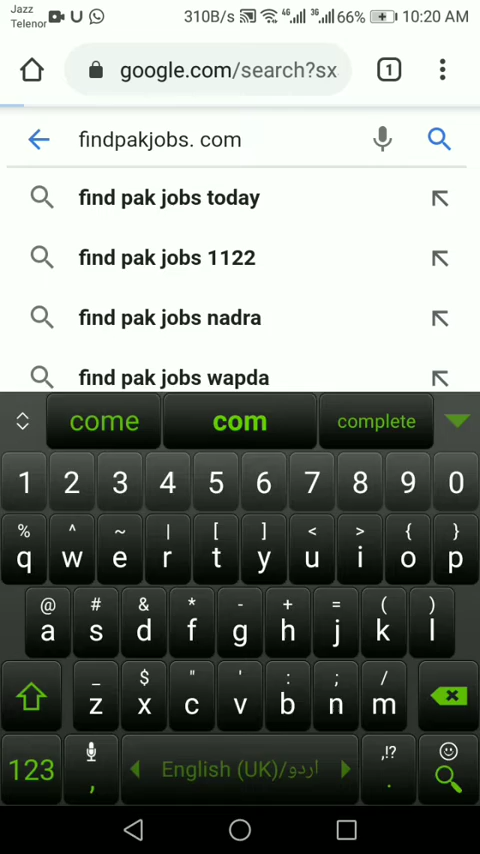 Jazz
Telenor
310B/s 4G 3G 66% 10:20 AM
google.com/search?sx
1
findpakjobs. com
find pak jobs today
find pak jobs 1122
find pak jobs nadra
find pak jobs wapda
come com complete
1 2 3 4 5 6 7 8 9 0
% ^ ~ | [ ] < > { }
q w e r t y u i o p
@ # & * - + = ( )
a s d f g h j k l
_ $ " ' : ; /
z x c v b n m
123 , English (UK)/اردو ,!? .